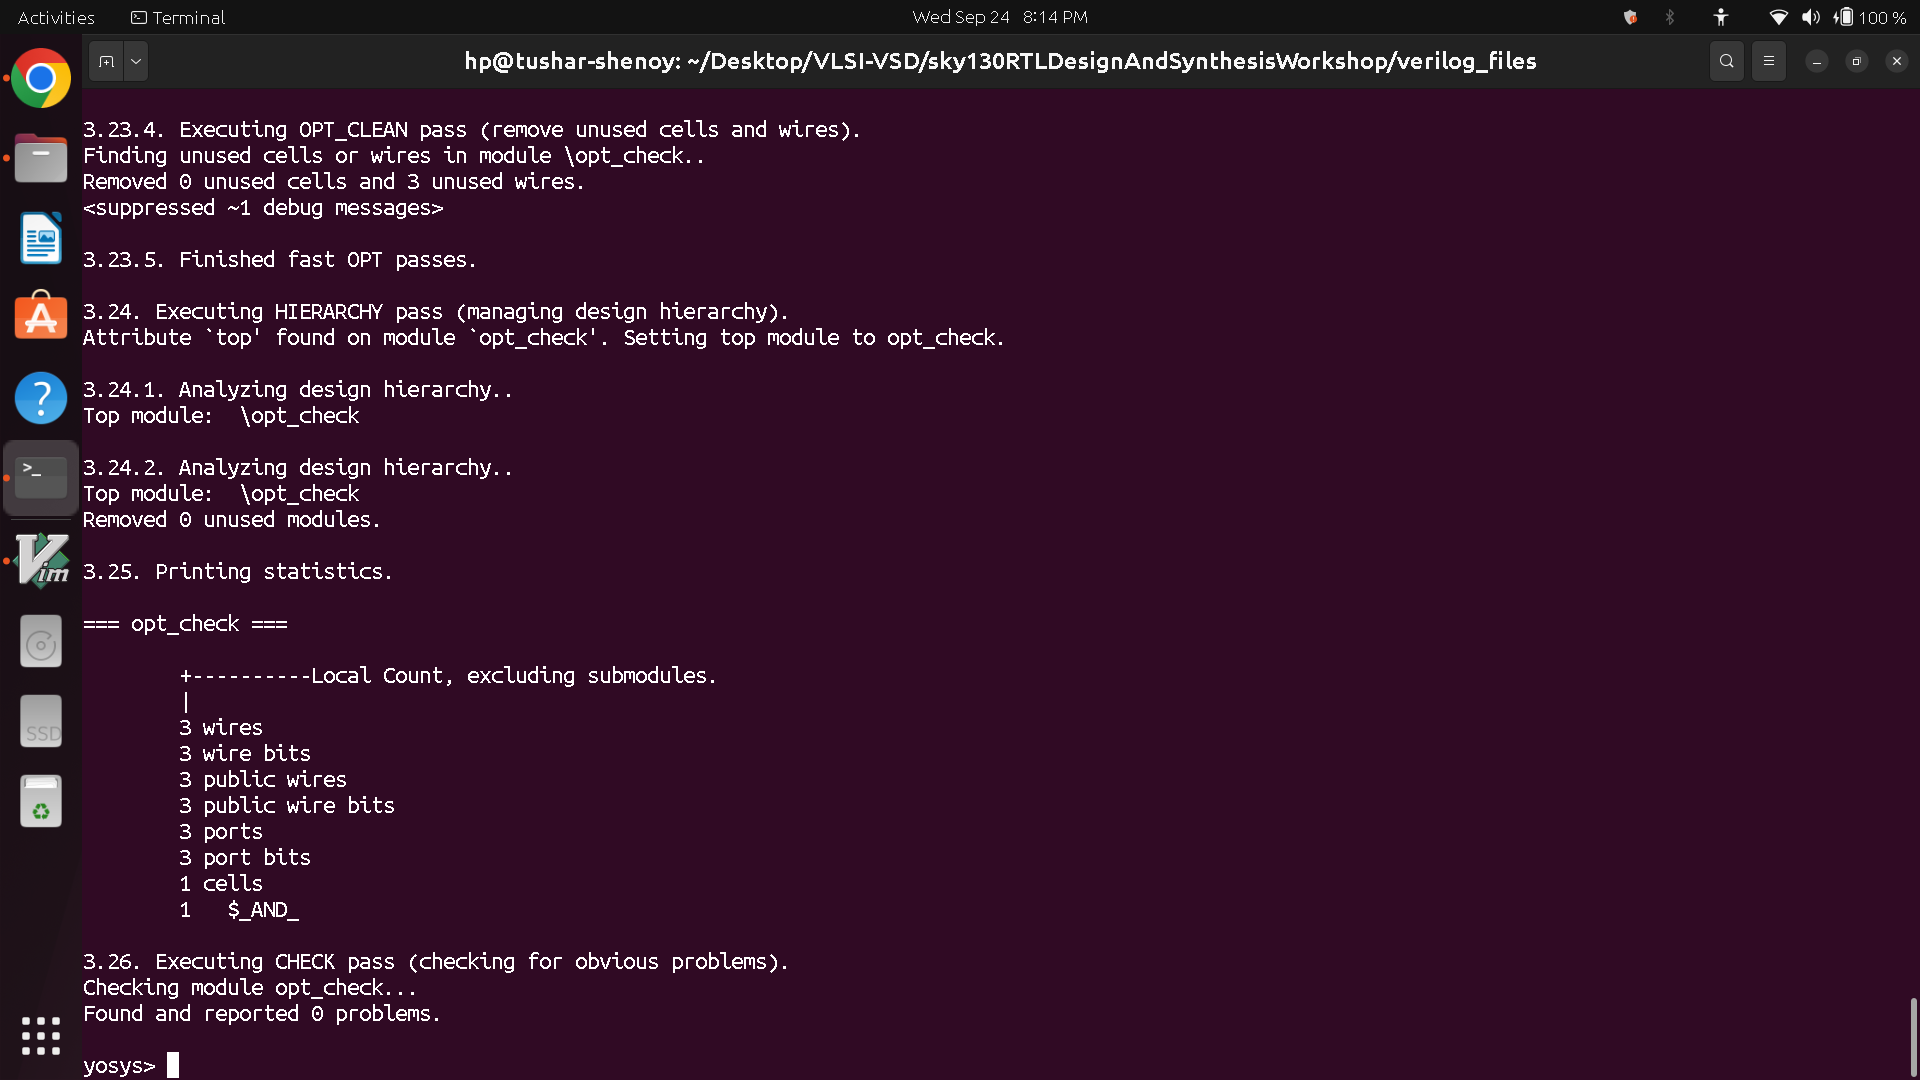 Activities
Terminal
Wed Sep 24 8:14 PM
100 %
hp@tushar-shenoy: ~/Desktop/VLSI-VSD/sky130RTLDesignAndSynthesisWorkshop/verilog_files
3.23.4. Executing OPT_CLEAN pass (remove unused cells and wires).
Finding unused cells or wires in module \opt_check..
Removed 0 unused cells and 3 unused wires.
<suppressed ~1 debug messages>
3.23.5. Finished fast OPT passes.
3.24. Executing HIERARCHY pass (managing design hierarchy).
Attribute `top' found on module `opt_check'. Setting top module to opt_check.
3.24.1. Analyzing design hierarchy..
Top module:  \opt_check
3.24.2. Analyzing design hierarchy..
Top module:  \opt_check
Removed 0 unused modules.
3.25. Printing statistics.
=== opt_check ===
        +----------Local Count, excluding submodules.
        |
        3 wires
        3 wire bits
        3 public wires
        3 public wire bits
        3 ports
        3 port bits
        1 cells
        1   $_AND_
3.26. Executing CHECK pass (checking for obvious problems).
Checking module opt_check...
Found and reported 0 problems.
yosys>
>_
Vim
SSD